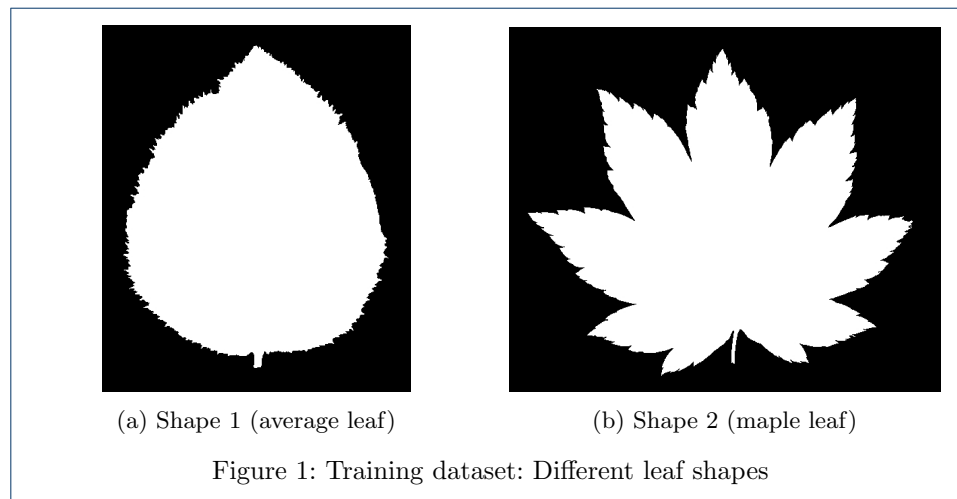 (a) Shape 1 (average leaf)
(b) Shape 2 (maple leaf)
Figure 1: Training dataset: Different leaf shapes